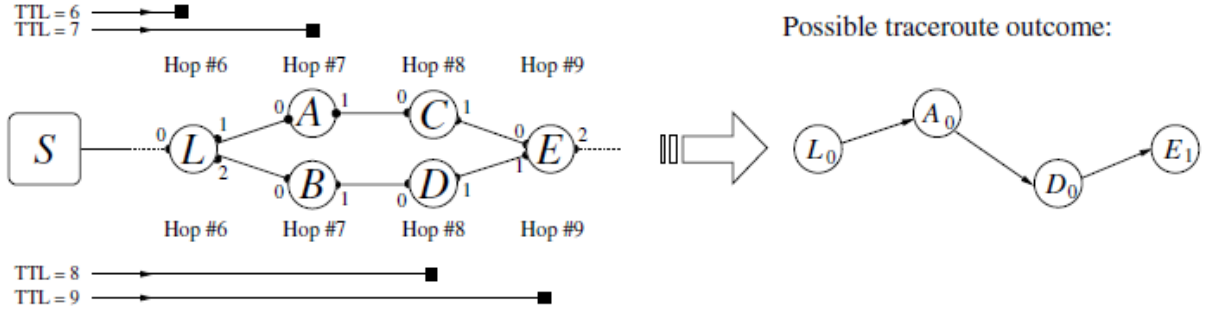 TTL = 6
TTL = 7
Possible traceroute outcome:
Hop #6 Hop #7 Hop #8 Hop #9
0 A 1 0 C 1
S 0 L 1 2 0 E 2 1
0 B 1 0 D 1
L0 A0 D0 E1
Hop #6 Hop #7 Hop #8 Hop #9
TTL = 8
TTL = 9